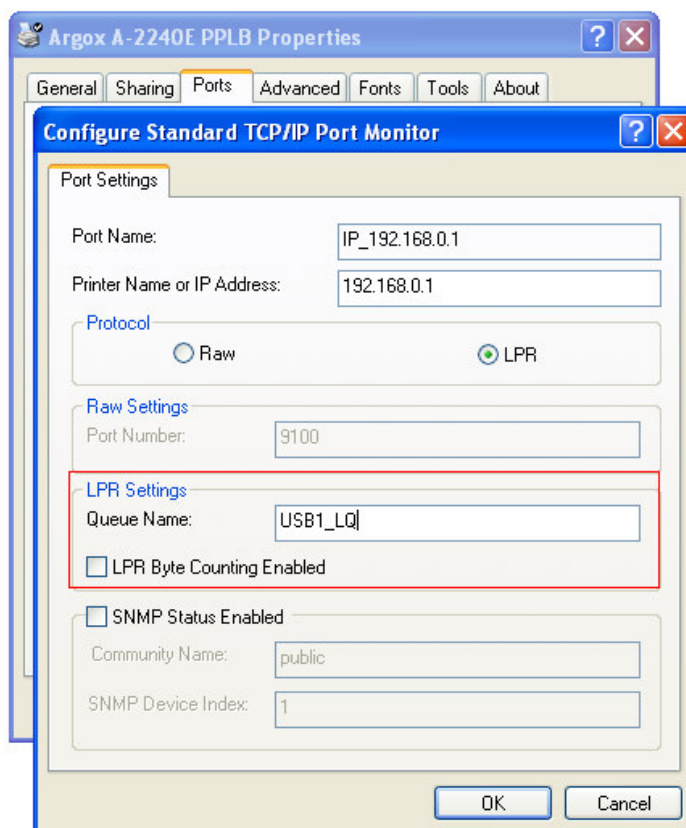 Argox A-2240E PPLB Properties
General Sharing Ports Advanced Fonts Tools About
Configure Standard TCP/IP Port Monitor
Port Settings
Port Name: IP_192.168.0.1
Printer Name or IP Address: 192.168.0.1
Protocol
Raw LPR
Raw Settings
Port Number: 9100
LPR Settings
Queue Name: USB1_LQ
LPR Byte Counting Enabled
SNMP Status Enabled
Community Name: public
SNMP Device Index: 1
OK Cancel